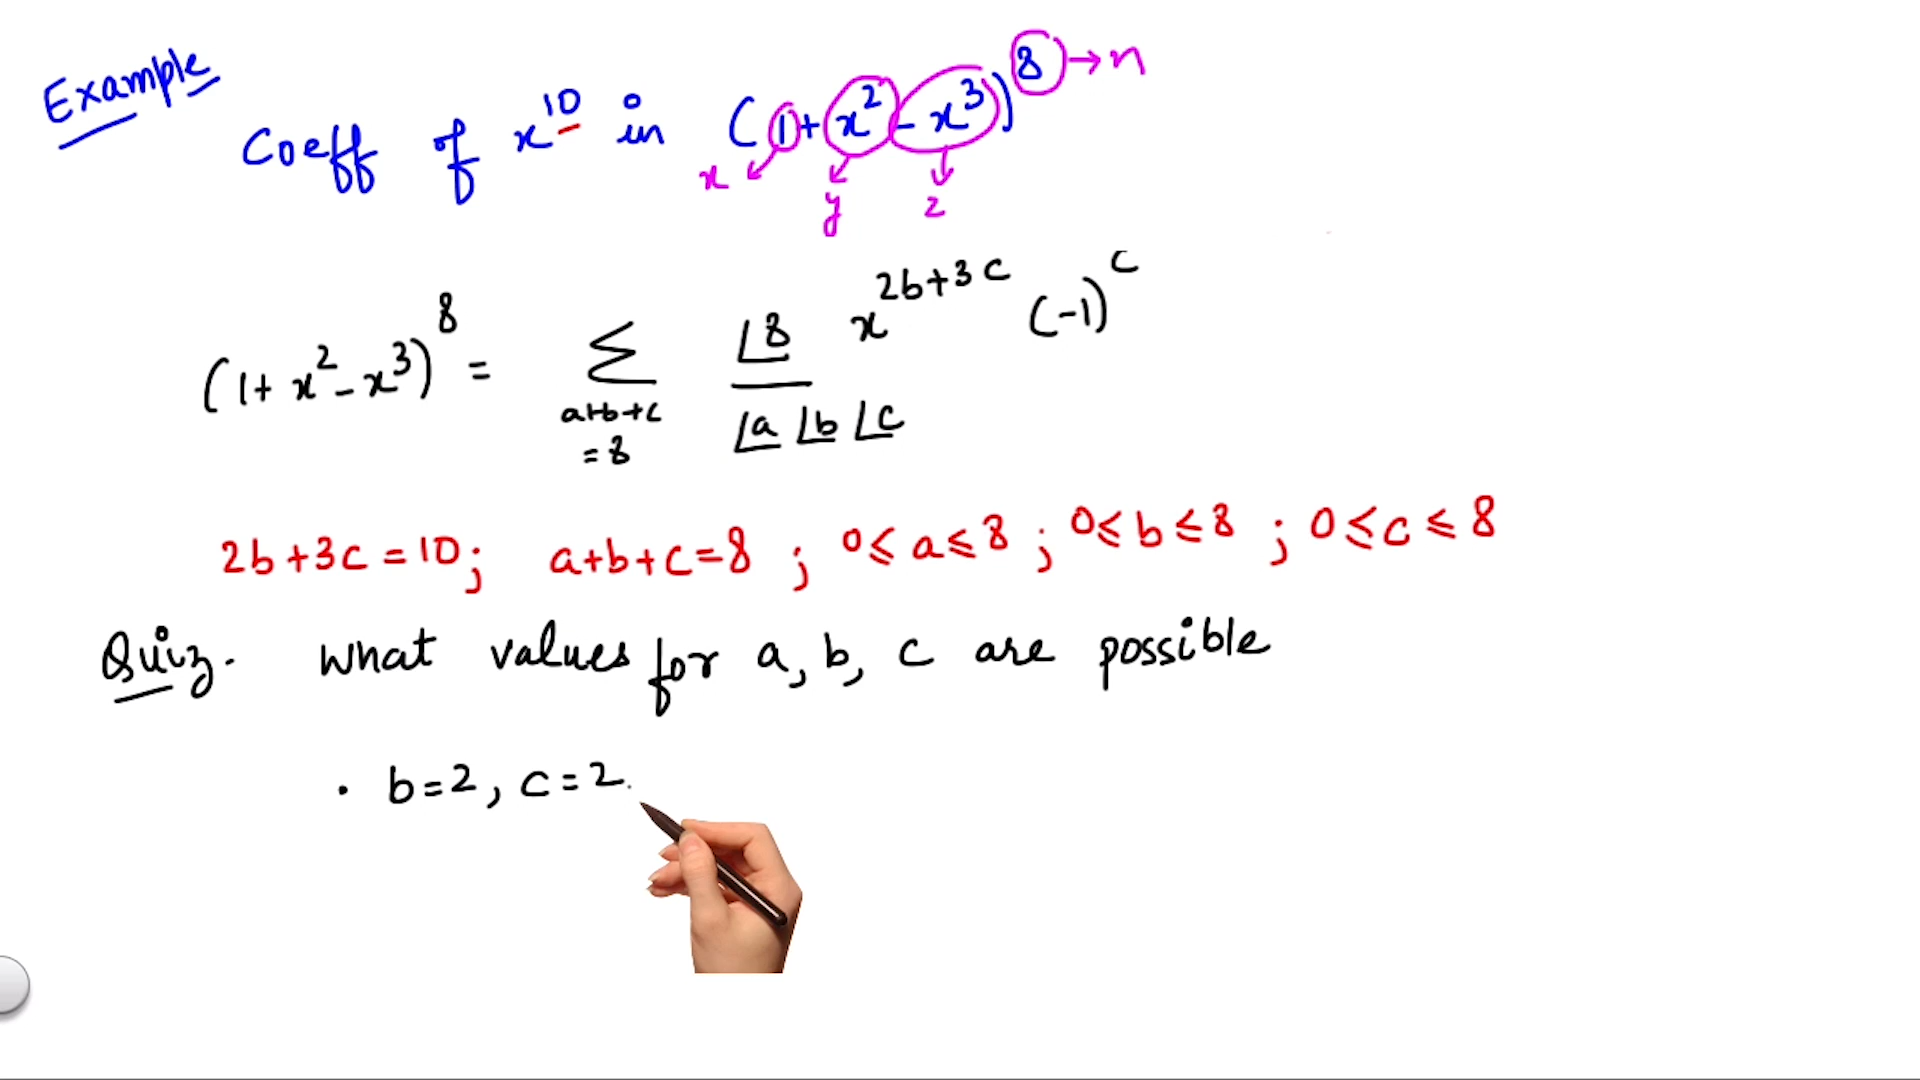 Example
Coeff of x^10 in (1 + x^2 - x^3)^8 → n
x y z
(1 + x^2 - x^3)^8 = ∑ |8 x^(2b+3c) (-1)^c
a+b+c |a |b |c
= 8
2b+3c=10; a+b+c=8 ; 0≤a≤8 ; 0≤b≤8 ; 0≤c≤8
Quiz. What values for a, b, c are possible
· b=2, c=2.